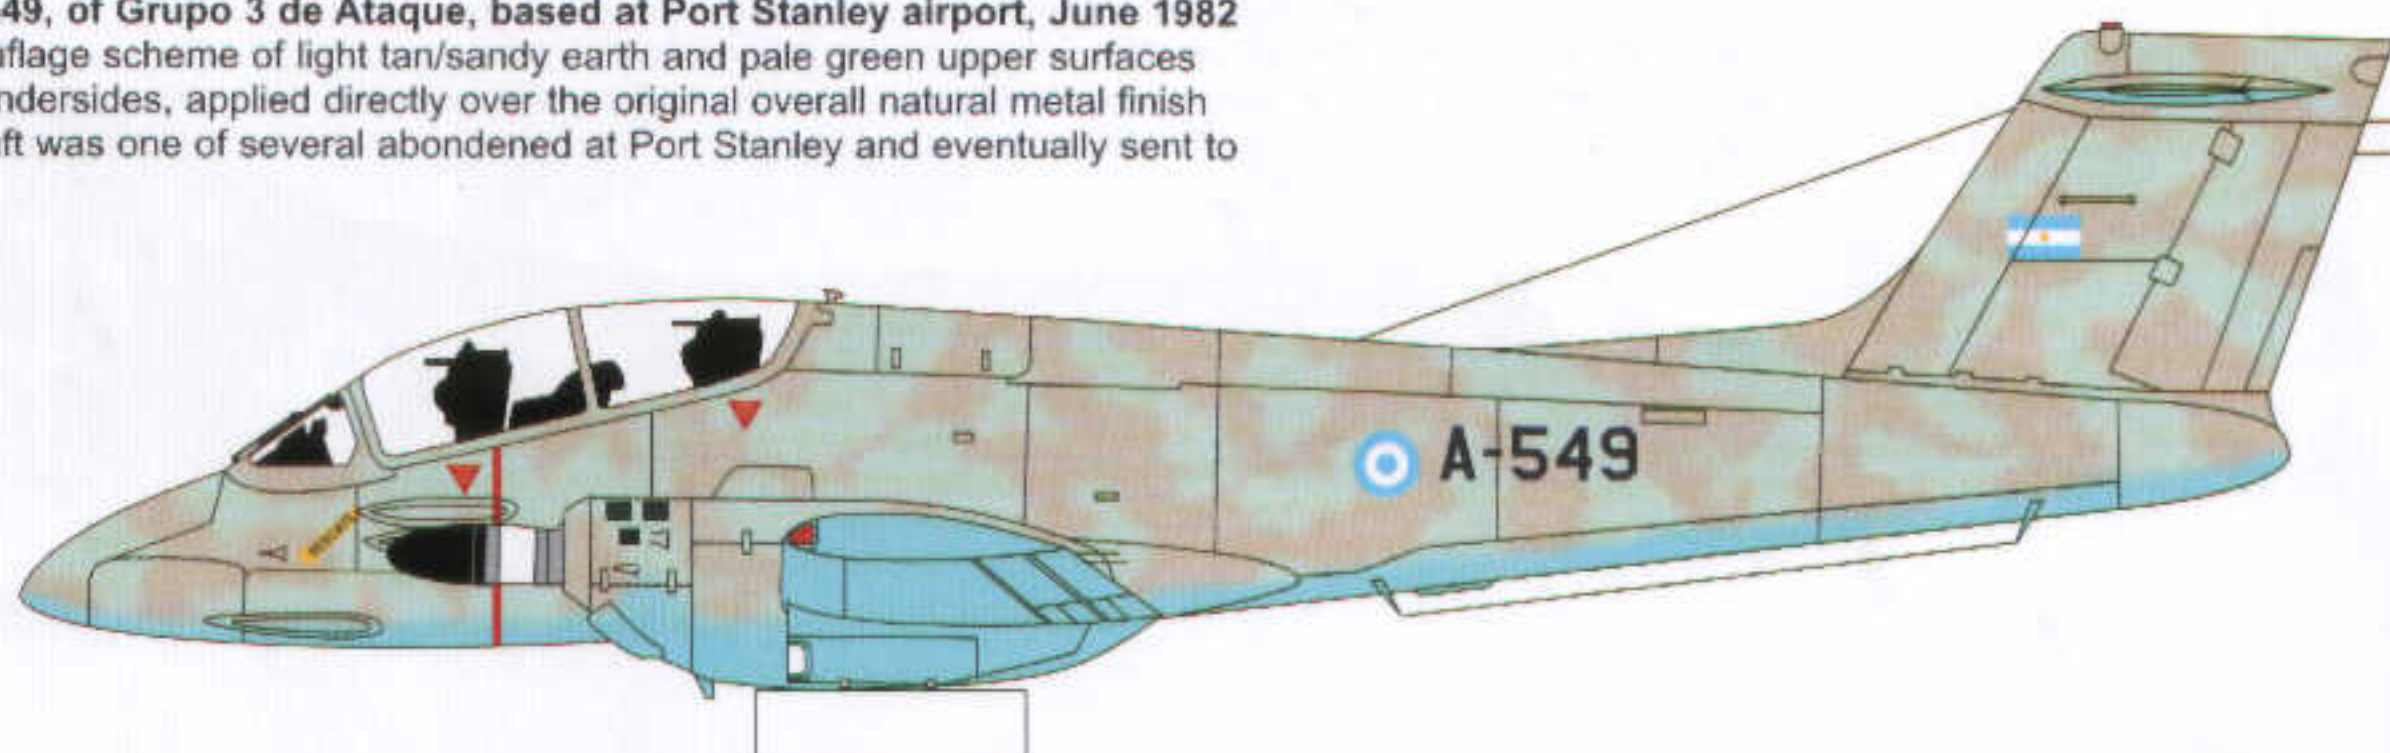 49, of Grupo 3 de Ataque, based at Port Stanley airport, June 1982
uflage scheme of light tan/sandy earth and pale green upper surfaces
ndersides, applied directly over the original overall natural metal finish
ft was one of several abondened at Port Stanley and eventually sent to
A-549